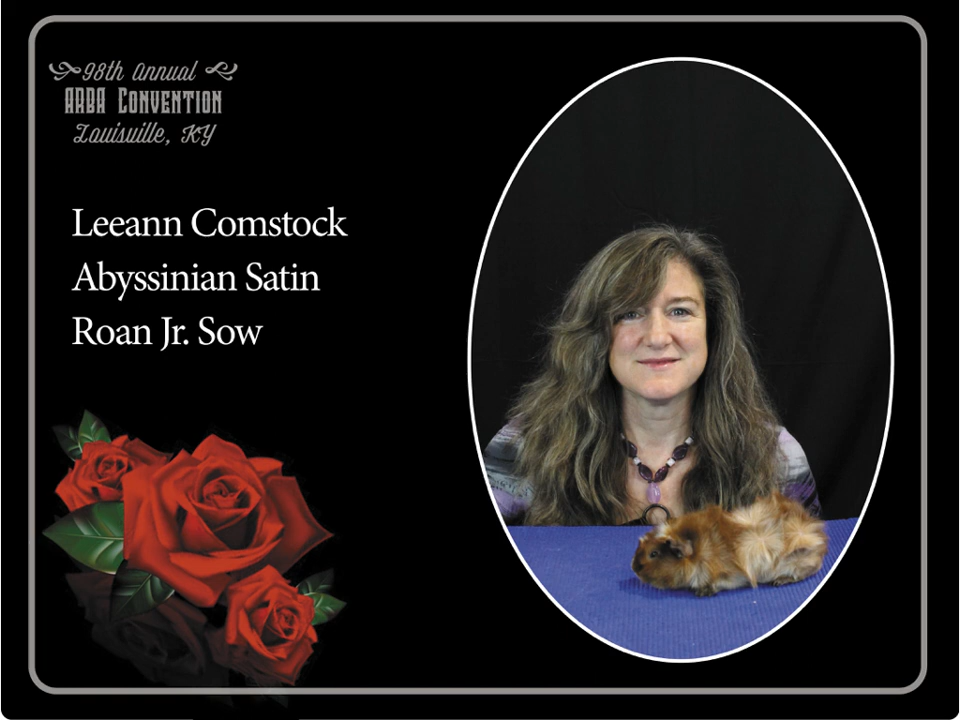 98th Annual
ARBA Convention
Louisville, KY
Leeann Comstock
Abyssinian Satin
Roan Jr. Sow